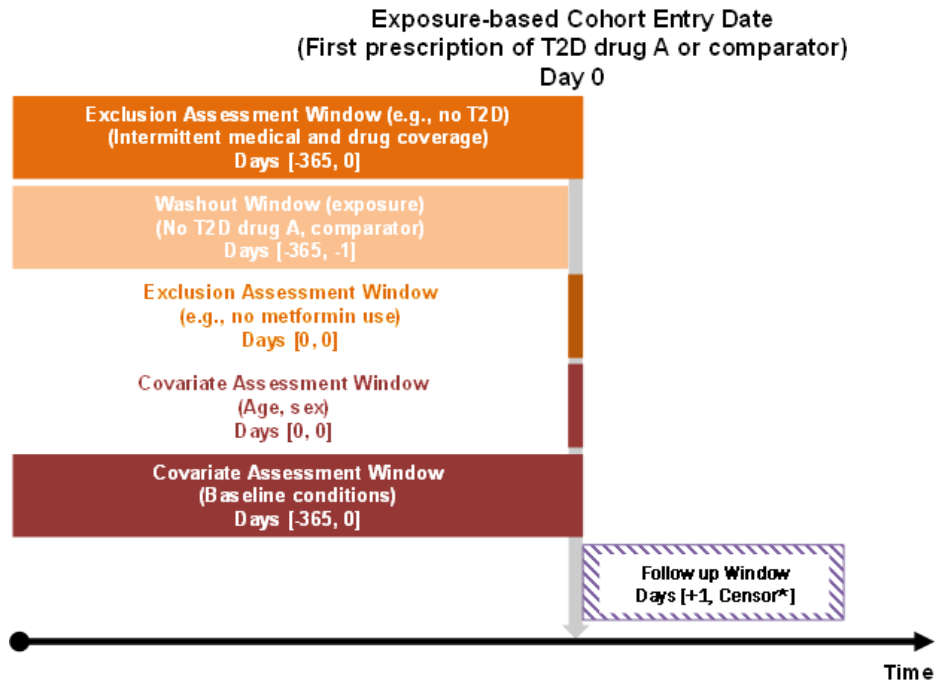 Exposure-based Cohort Entry Date
(First prescription of T2D drug A or comparator)
Day 0
Exclusion Assessment Window (e.g., no T2D)
(Intermittent medical and drug coverage)
Days [-365, 0]
Washout Window (exposure)
(No T2D drug A, comparator)
Days [-365, -1]
Exclusion Assessment Window
(e.g., no metformin use)
Days [0, 0]
Covariate Assessment Window
(Age, sex)
Days [0, 0]
Covariate Assessment Window
(Baseline conditions)
Days [-365, 0]
Follow up Window
Days [+1, Censor*]
Time